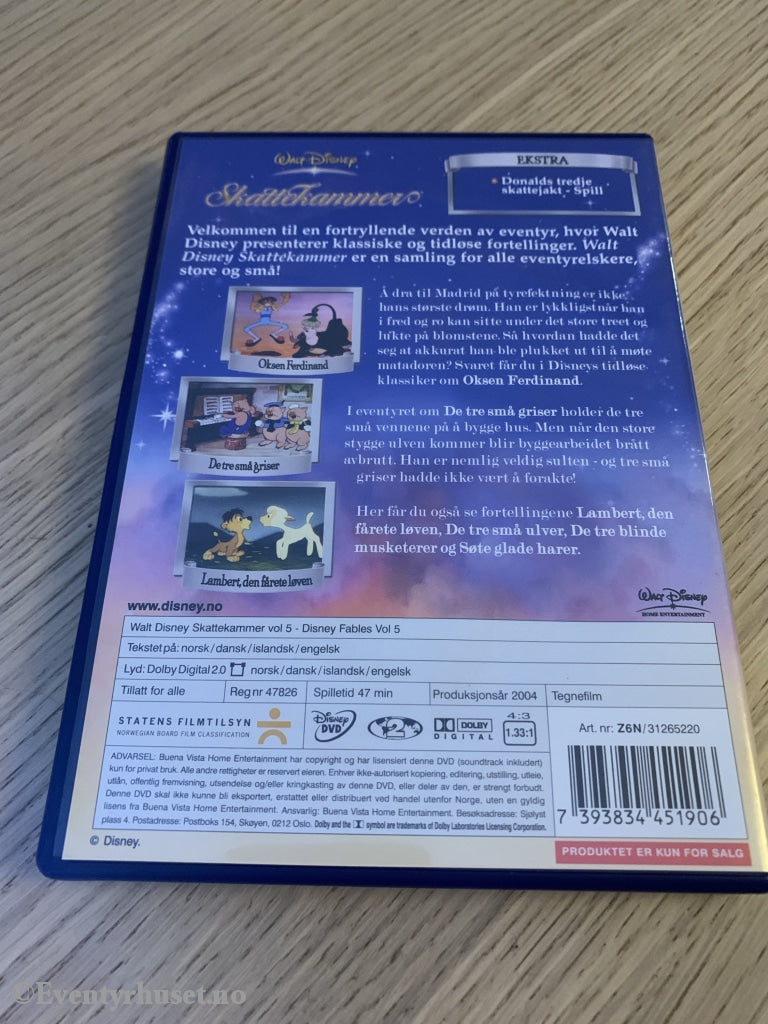 Walt Disney
Skattekammer
EKSTRA
• Donalds tredje
skattejakt - Spill
Velkommen til en fortryllende verden av eventyr, hvor Walt
Disney presenterer klassiske og tidløse fortellinger. Walt
Disney Skattekammer er en samling for alle eventyrelskere,
store og små!
Oksen Ferdinand
Å dra til Madrid på tyrefektning er ikke
hans største drøm. Han er lykkligst når han
i fred og ro kan sitte under det store treet og
lukte på blomstene. Så hvordan hadde det
seg at akkurat han ble plukket ut til å møte
matadoren? Svaret får du i Disneys tidløse
klassiker om Oksen Ferdinand.
De tre små griser
I eventyret om De tre små griser holder de tre
små vennene på å bygge hus. Men når den store
stygge ulven kommer blir byggearbeidet brått
avbrutt. Han er nemlig veldig sulten - og tre små
griser hadde ikke vært å forakte!
Lambert, den fårete løven
Her får du også se fortellingene Lambert, den
fårete løven, De tre små ulver, De tre blinde
musketerer og Søte glade harer.
Walt Disney
HOME ENTERTAINMENT
www.disney.no
Walt Disney Skattekammer vol 5 - Disney Fables Vol 5
Tekstet på: norsk/dansk/islandsk/engelsk
Lyd: Dolby Digital 2.0 norsk/dansk/islandsk/engelsk
Tillatt for alle Reg nr 47826 Spilletid 47 min Produksjonsår 2004 Tegnefilm
STATENS FILMTILSYN
NORWEGIAN BOARD FILM CLASSIFICATION
Disney
DVD
2
DOLBY
DIGITAL
4:3
1.33:1
Art. nr: Z6N/31265220
ADVARSEL: Buena Vista Home Entertainment har copyright og har lisensiert denne DVD (soundtrack inkludert)
kun for privat bruk. Alle andre rettigheter er reservert eieren. Enhver ikke-autorisert kopiering, editering, utstilling, utleie,
utlån, offentlig fremvisning, utsendelse og/eller kringkasting av denne DVD, eller deler av den, er strengt forbudt.
Denne DVD skal ikke kunne bli eksportert, erstattet eller distribuert ved handel utenfor Norge, uten en gyldig
lisens fra Buena Vista Home Entertainment. Ansvarlig: Buena Vista Home Entertainment. Besøksadresse: Sjølyst
plass 4. Postadresse: Postboks 154, Skøyen, 0212 Oslo. Dolby and the symbol are trademarks of Dolby Laboratories Licensing Corporation.
7 393834 451906
© Disney.
PRODUKTET ER KUN FOR SALG
©Eventyrhuset.no